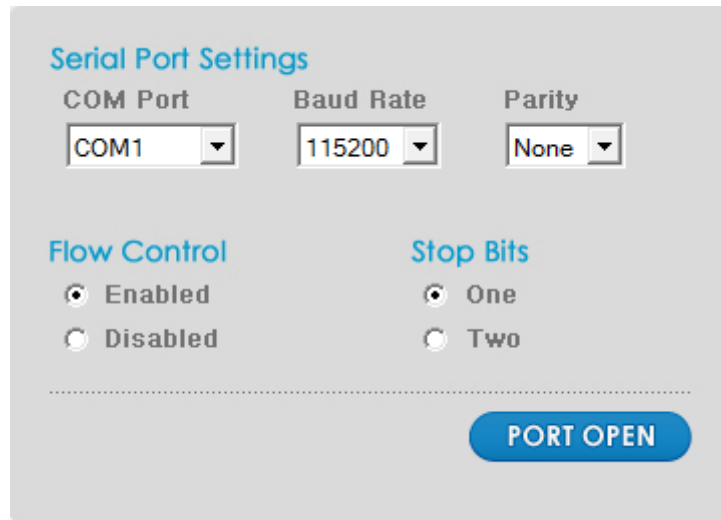 Serial Port Settings
COM Port Baud Rate Parity
COM1 115200 None
Flow Control Stop Bits
Enabled One
Disabled Two
PORT OPEN